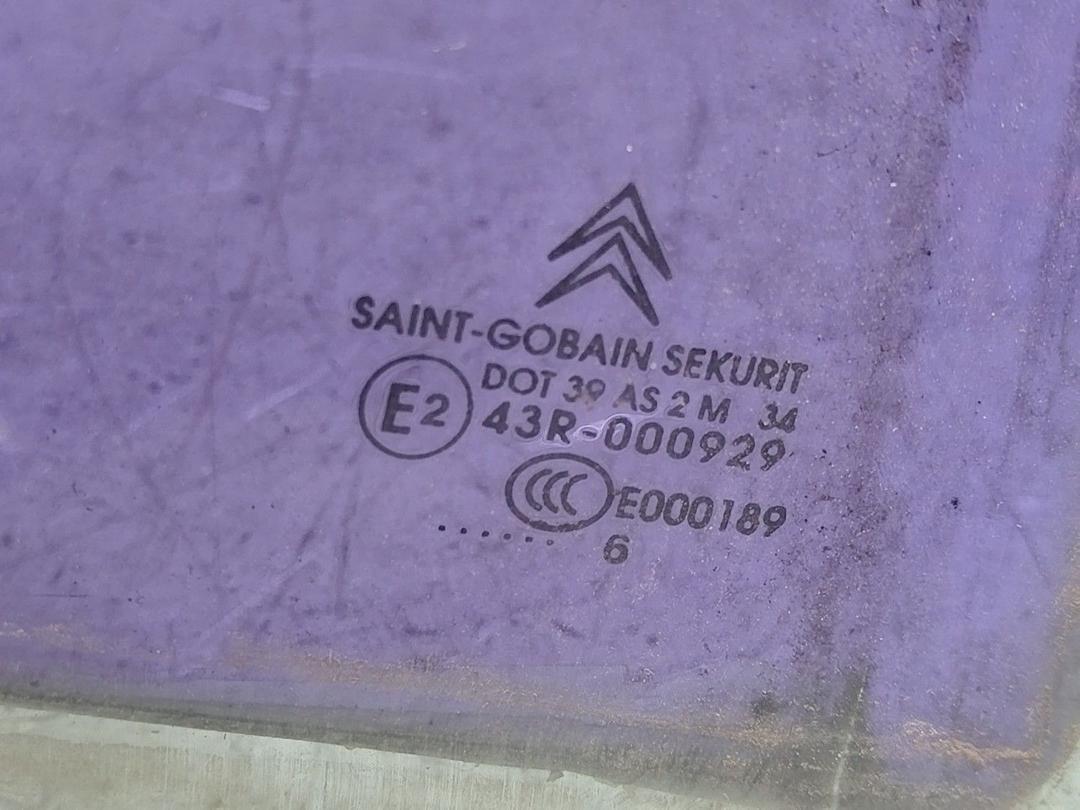 SAINT-GOBAIN SEKURIT
DOT 39 AS 2 M 34
E2 43R-000929
CCC E000189
...... 6